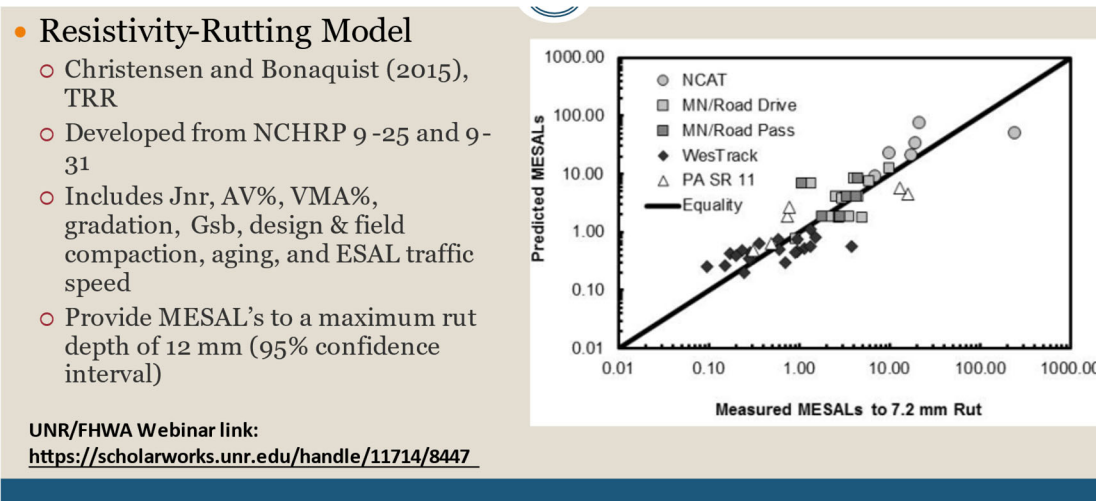 Resistivity-Rutting Model
Christensen and Bonaquist (2015),
TRR
Developed from NCHRP 9 -25 and 9-
31
Includes Jnr, AV%, VMA%,
gradation, Gsb, design & field
compaction, aging, and ESAL traffic
speed
Provide MESAL's to a maximum rut
depth of 12 mm (95% confidence
interval)
UNR/FHWA Webinar link:
https://scholarworks.unr.edu/handle/11714/8447
Predicted MESALs
1000.00
100.00
10.00
1.00
0.10
0.01
NCAT
MN/Road Drive
MN/Road Pass
WesTrack
PA SR 11
Equality
0.01 0.10 1.00 10.00 100.00 1000.00
Measured MESALs to 7.2 mm Rut